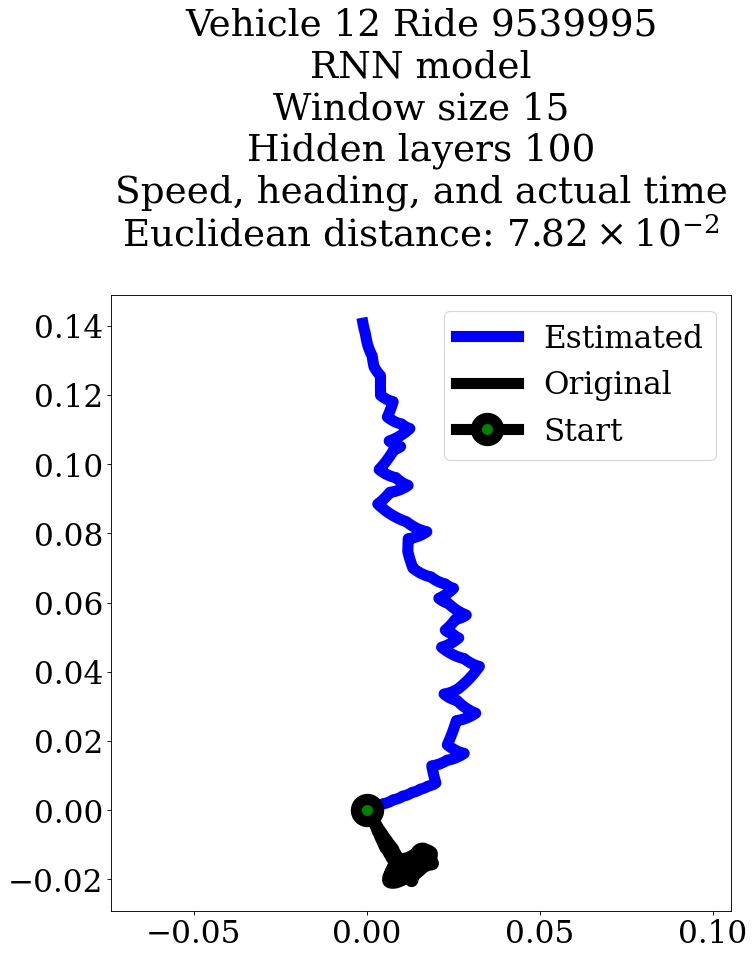 Vehicle 12 Ride 9539995
RNN model
Window size 15
Hidden layers 100
Speed, heading, and actual time
Euclidean distance: 7.82 × 10⁻²
Estimated
Original
Start
0.14
0.12
0.10
0.08
0.06
0.04
0.02
0.00
−0.02
−0.05 0.00 0.05 0.10